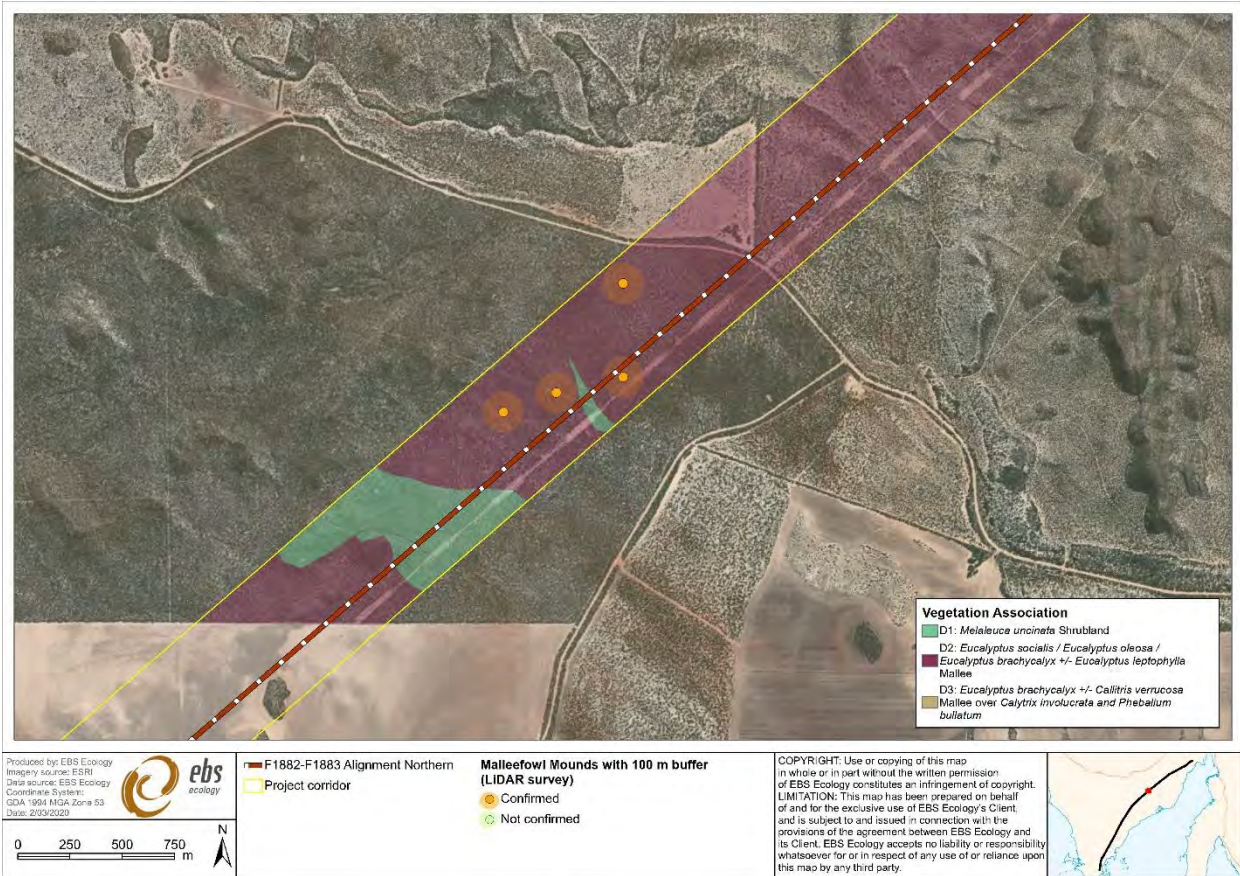 Vegetation Association
D1: Melaleuca uncinata Shrubland
D2: Eucalyptus socialis / Eucalyptus oleosa /
Eucalyptus brachycalyx +/- Eucalyptus leptophylla
Mallee
D3: Eucalyptus brachycalyx +/- Callitris verrucosa
Mallee over Calytrix involucrata and Phebalium
bullatum
Produced by: EBS Ecology
Imagery source: ESRI
Data source: EBS Ecology
Coordinate System:
GDA 1994 MGA Zone 53
Date: 2/03/2020
ebs
ecology
0 250 500 750
m
N
F1882-F1883 Alignment Northern
Project corridor
Malleefowl Mounds with 100 m buffer
(LiDAR survey)
Confirmed
Not confirmed
COPYRIGHT: Use or copying of this map
in whole or in part without the written permission
of EBS Ecology constitutes an infringement of copyright.
LIMITATION: This map has been prepared on behalf
of and for the exclusive use of EBS Ecology's Client,
and is subject to and issued in connection with the
provisions of the agreement between EBS Ecology and
its Client. EBS Ecology accepts no liability or responsibility
whatsoever for or in respect of any use of or reliance upon
this map by any third party.